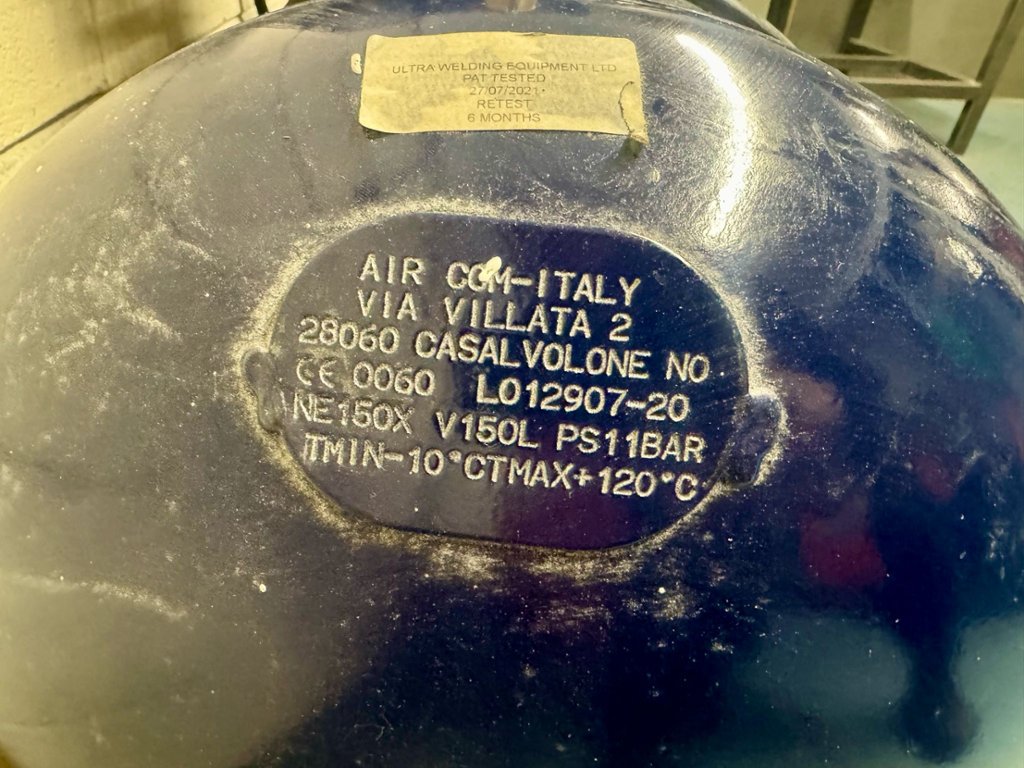 ULTRA WELDING EQUIPMENT LTD
PAT TESTED
27/07/2021
RETEST
6 MONTHS
AIR COM-ITALY
VIA VILLATA 2
28060 CASALVOLONE NO
CE 0060 L012907-20
NE150X V150L PS11BAR
TMIN-10°CTMAX+120°C